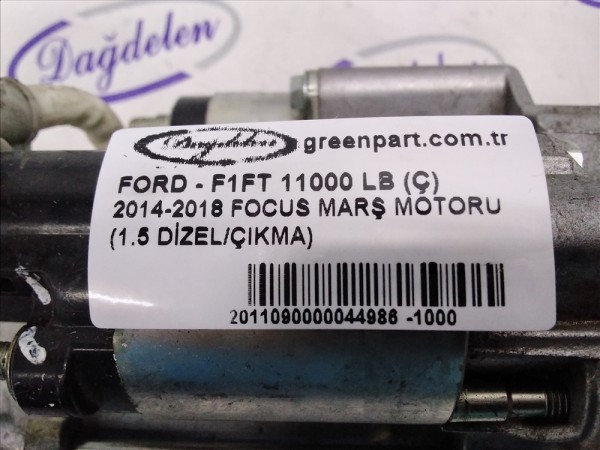 Dağdelen
Dağdelen greenpart.com.tr
FORD - F1FT 11000 LB (Ç)
2014-2018 FOCUS MARŞ MOTORU
(1.5 DİZEL/ÇIKMA)
2011090000044986 -1000